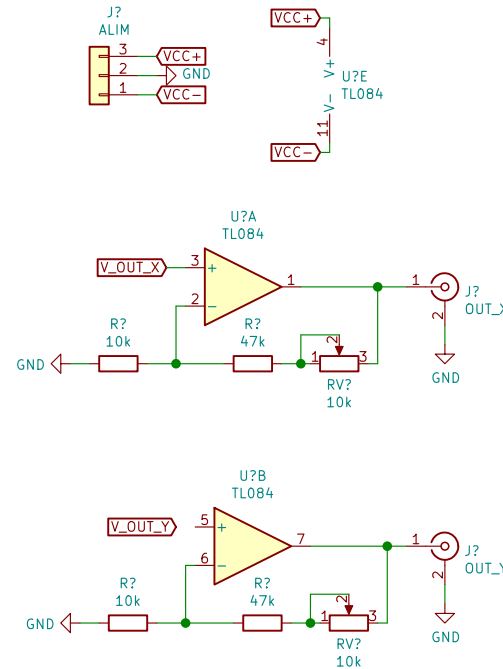 J?
ALIM
3
VCC+
2
GND
1
VCC-
VCC+
4
V+
U?E
TL084
V-
11
VCC-
U?A
TL084
V_OUT_X
3
+
2
-
1
1
J?
OUT_X
2
GND
R?
10k
GND
R?
47k
2
1
3
RV?
10k
U?B
TL084
V_OUT_Y
5
+
6
-
7
1
J?
OUT_Y
2
GND
R?
10k
GND
R?
47k
2
1
3
RV?
10k